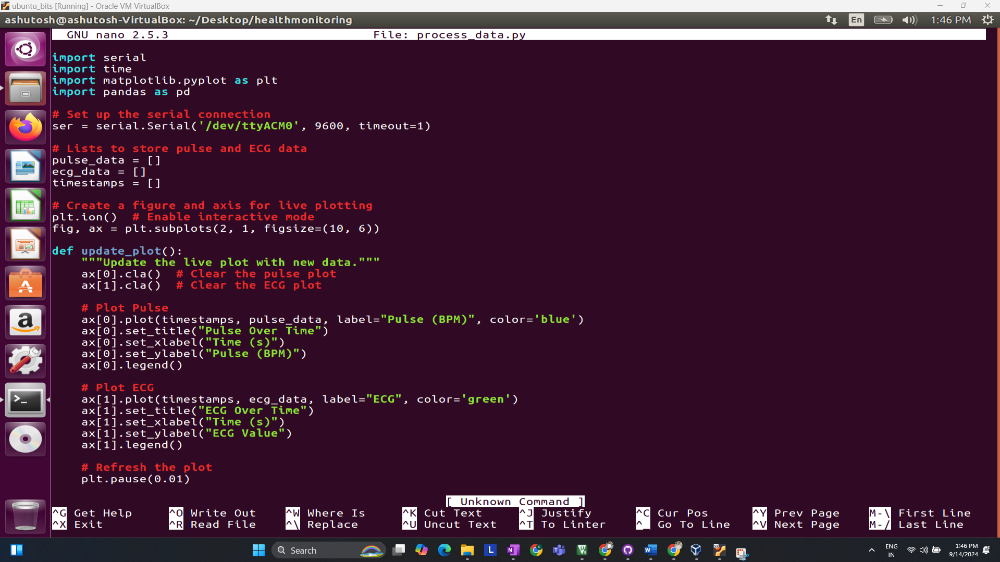 ubuntu_bits [Running] - Oracle VM VirtualBox
ashutosh@ashutosh-VirtualBox: ~/Desktop/healthmonitoring
En
1:46 PM
GNU nano 2.5.3 File: process_data.py
import serial
import time
import matplotlib.pyplot as plt
import pandas as pd
# Set up the serial connection
ser = serial.Serial('/dev/ttyACM0', 9600, timeout=1)
# Lists to store pulse and ECG data
pulse_data = []
ecg_data = []
timestamps = []
# Create a figure and axis for live plotting
plt.ion()  # Enable interactive mode
fig, ax = plt.subplots(2, 1, figsize=(10, 6))
def update_plot():
    """Update the live plot with new data."""
    ax[0].cla()  # Clear the pulse plot
    ax[1].cla()  # Clear the ECG plot
    # Plot Pulse
    ax[0].plot(timestamps, pulse_data, label="Pulse (BPM)", color='blue')
    ax[0].set_title("Pulse Over Time")
    ax[0].set_xlabel("Time (s)")
    ax[0].set_ylabel("Pulse (BPM)")
    ax[0].legend()
    # Plot ECG
    ax[1].plot(timestamps, ecg_data, label="ECG", color='green')
    ax[1].set_title("ECG Over Time")
    ax[1].set_xlabel("Time (s)")
    ax[1].set_ylabel("ECG Value")
    ax[1].legend()
    # Refresh the plot
    plt.pause(0.01)
[ Unknown Command ]
^G Get Help ^O Write Out ^W Where Is ^K Cut Text ^J Justify ^C Cur Pos ^Y Prev Page M-\ First Line
^X Exit ^R Read File ^\ Replace ^U Uncut Text ^T To Linter ^_ Go To Line ^V Next Page M-/ Last Line
Search
ENG
IN
1:46 PM
9/14/2024